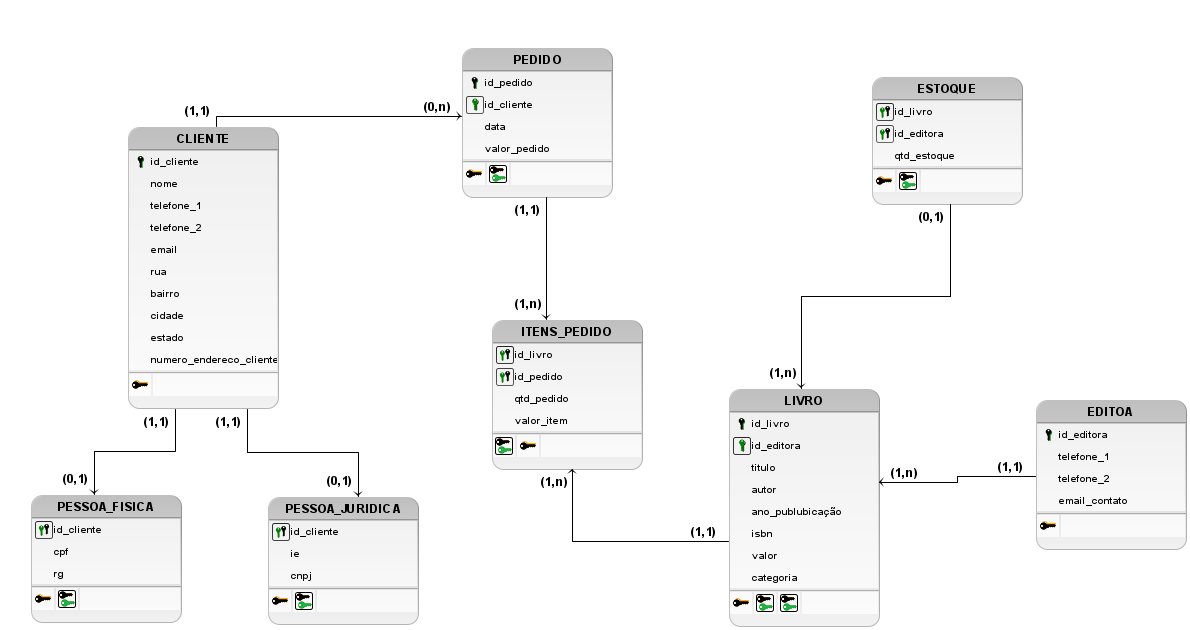 PEDIDO
id_pedido
id_cliente
data
valor_pedido
(1,1)
(0,n)
(1,1)
CLIENTE
id_cliente
nome
telefone_1
telefone_2
email
rua
bairro
cidade
estado
numero_endereco_cliente
(1,1)
(1,1)
(0,1)
(0,1)
PESSOA_FISICA
id_cliente
cpf
rg
PESSOA_JURIDICA
id_cliente
ie
cnpj
(1,n)
ITENS_PEDIDO
id_livro
id_pedido
qtd_pedido
valor_item
(1,n)
(1,1)
ESTOQUE
id_livro
id_editora
qtd_estoque
(0,1)
(1,n)
LIVRO
id_livro
id_editora
titulo
autor
ano_publubicação
isbn
valor
categoria
(1,n)
(1,1)
EDITOA
id_editora
telefone_1
telefone_2
email_contato